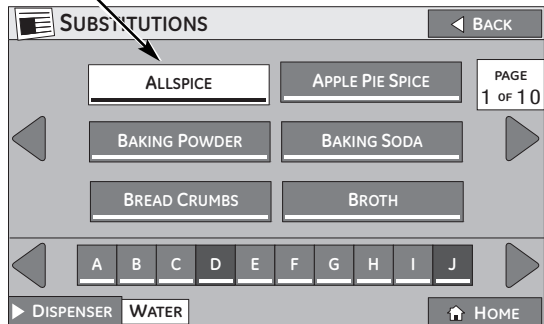 SUBSTITUTIONS BACK
ALLSPICE APPLE PIE SPICE
PAGE
1 OF 10
BAKING POWDER BAKING SODA
BREAD CRUMBS BROTH
A B C D E F G H I J
DISPENSER WATER HOME